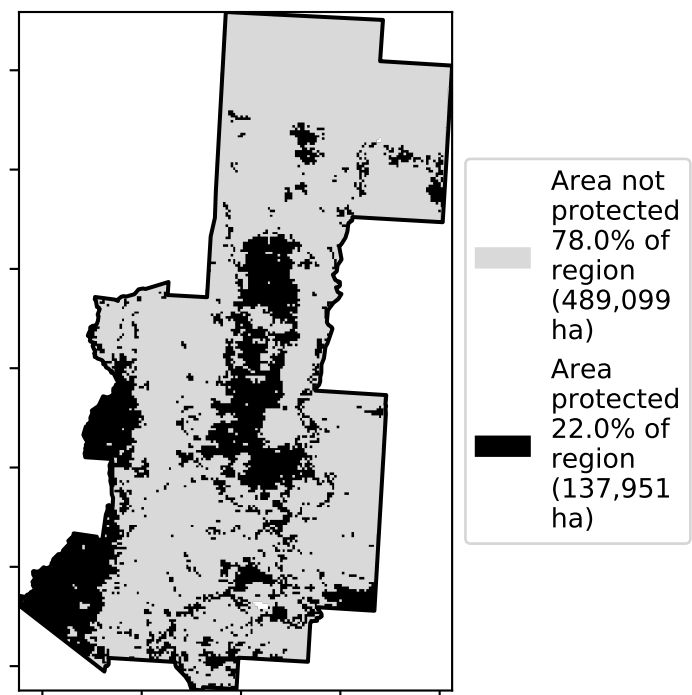 Area not
protected
78.0% of
region
(489,099
ha)
Area
protected
22.0% of
region
(137,951
ha)